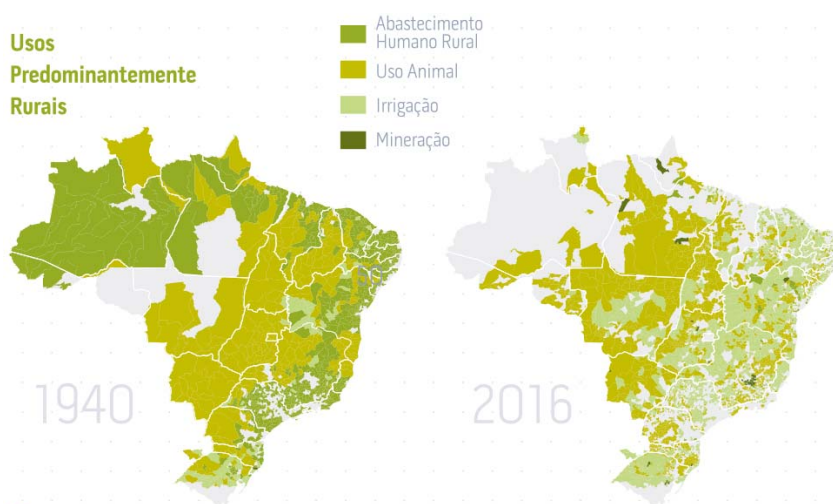 Usos
Predominantemente
Rurais
Abastecimento
Humano Rural
Uso Animal
Irrigação
Mineração
1940
2016